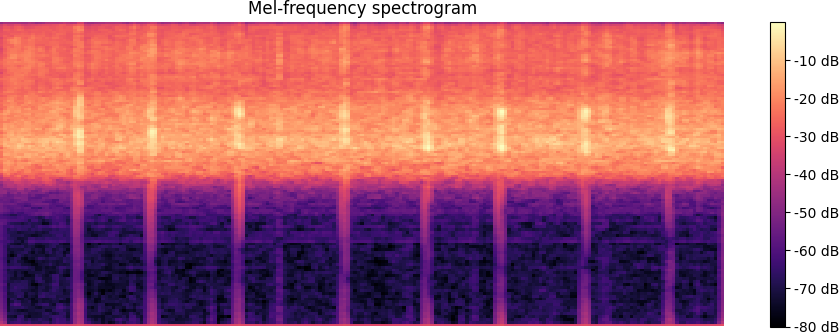 Mel-frequency spectrogram
-10 dB
-20 dB
-30 dB
-40 dB
-50 dB
-60 dB
-70 dB
-80 dB